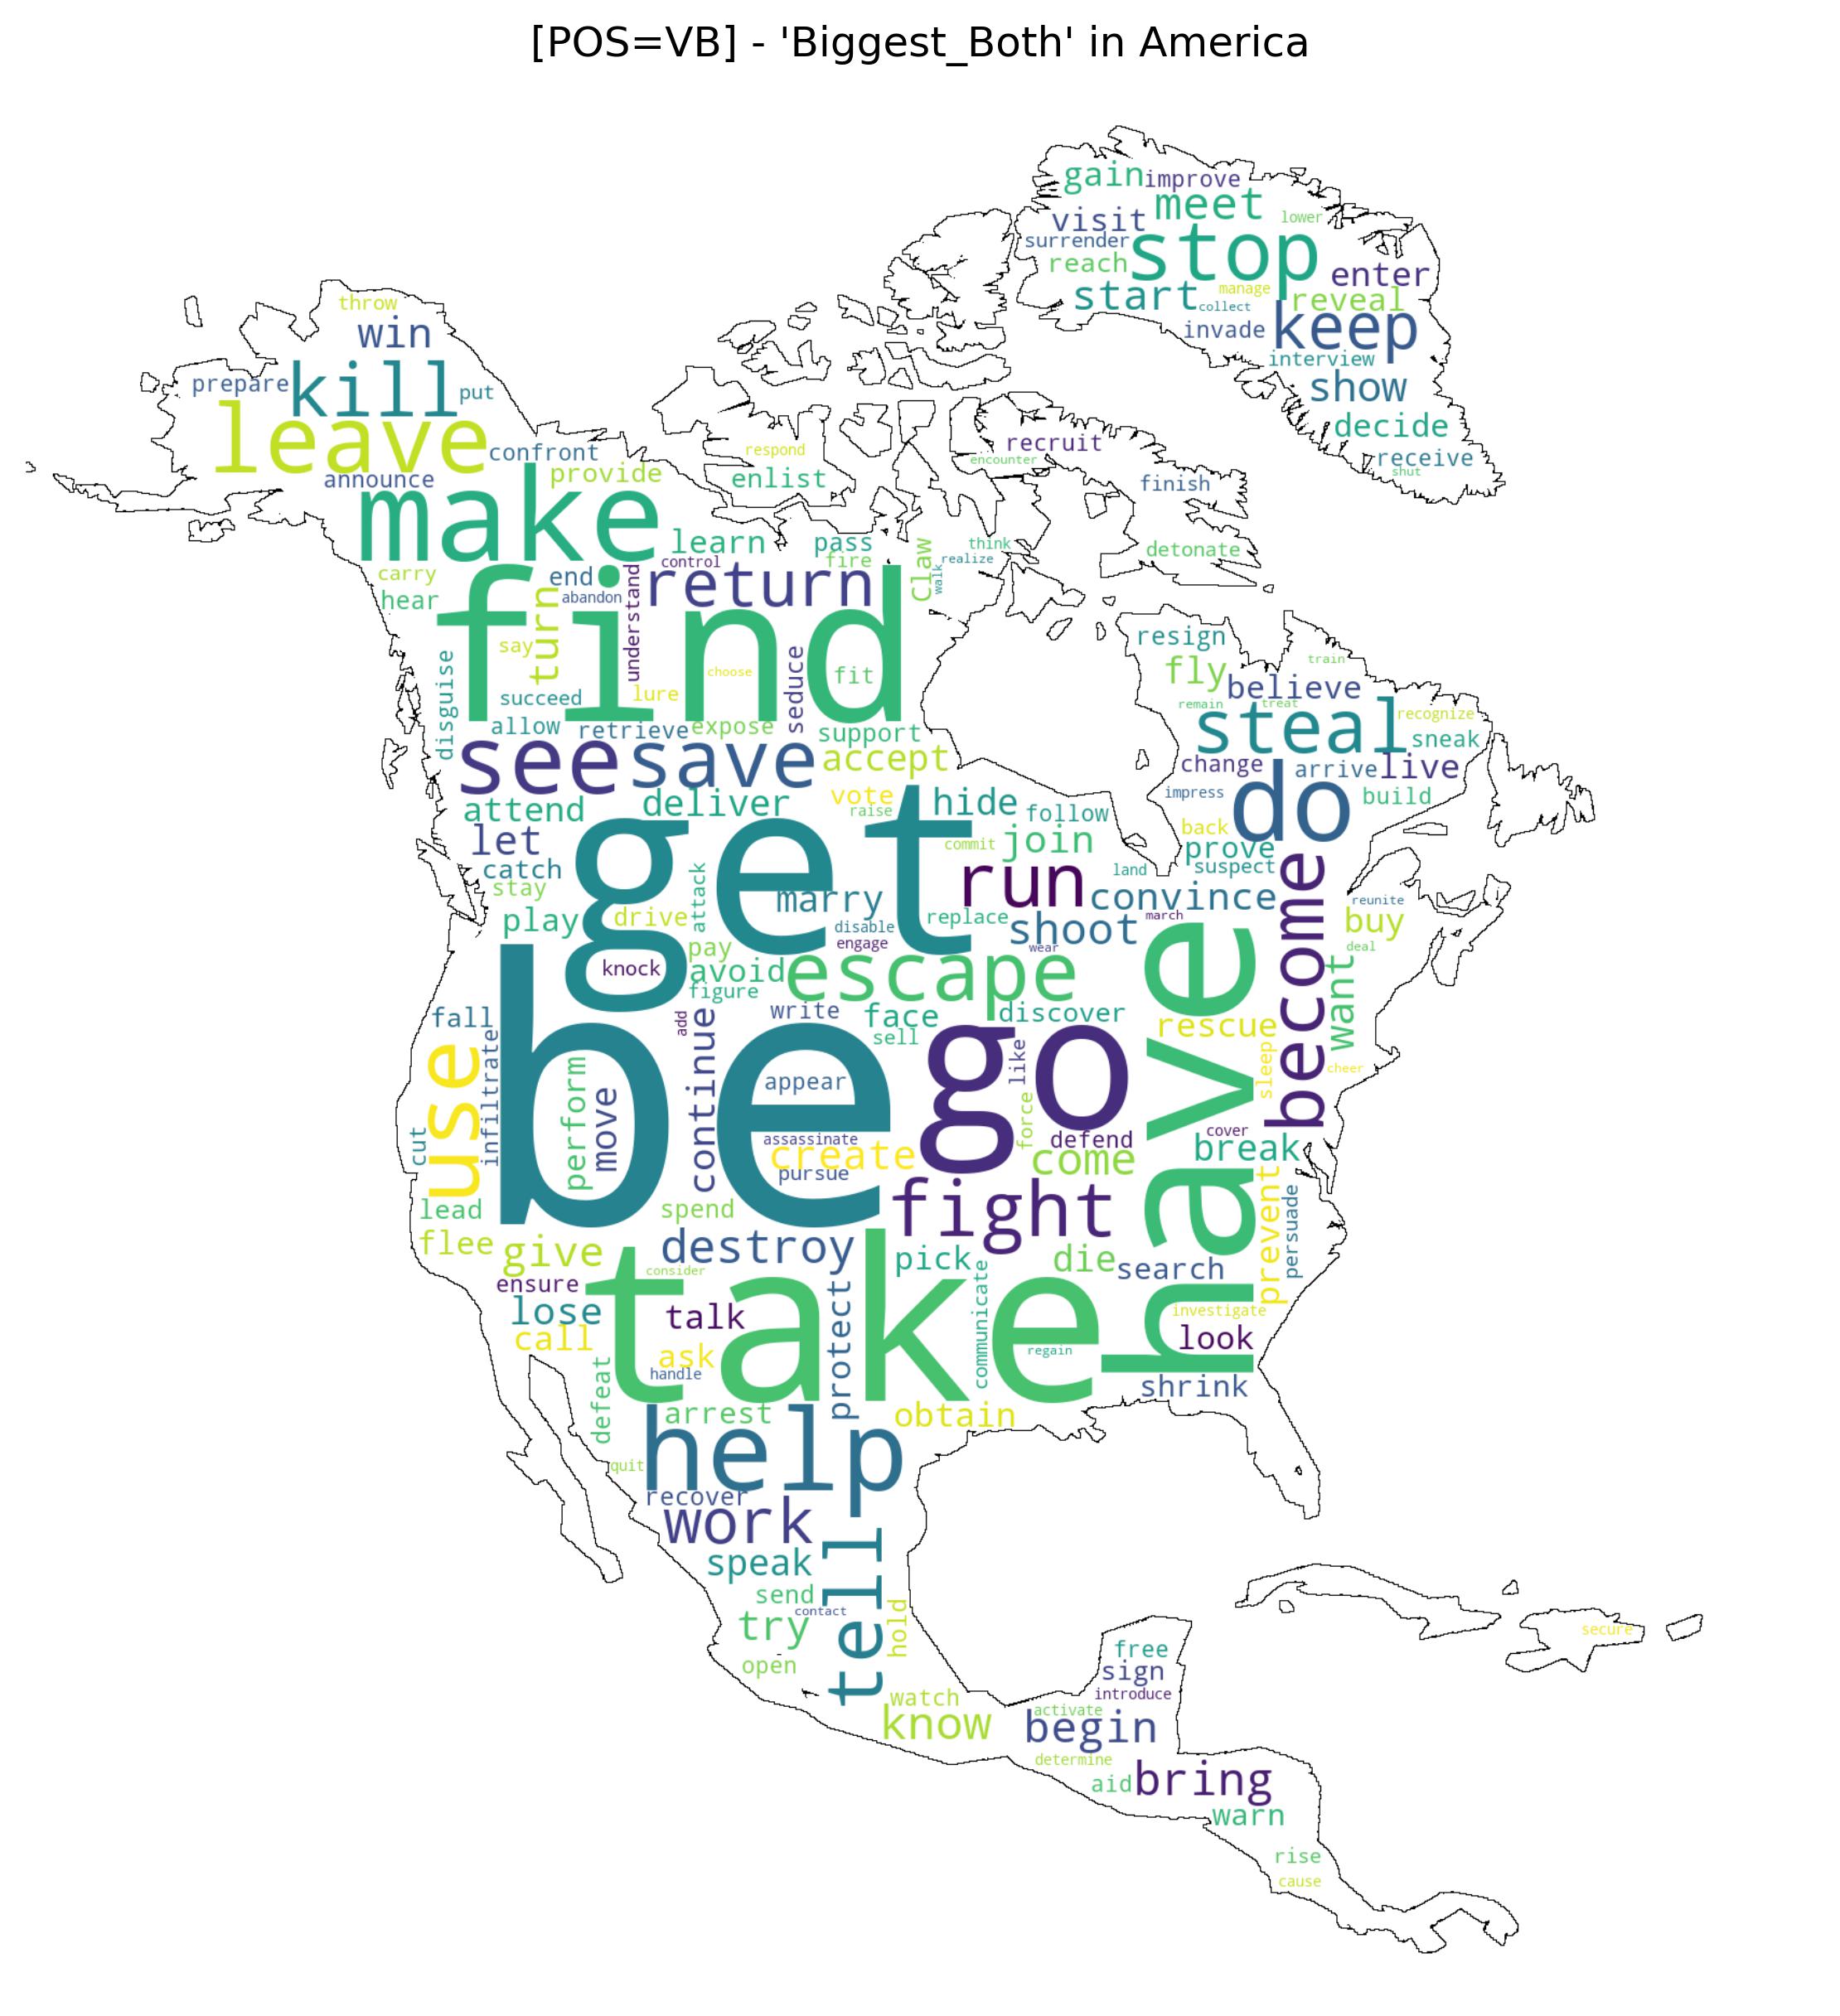 [POS=VB] - 'Biggest_Both' in America
gain improve
meet
visit lower
surrender stop
reach enter
manage
start collect reveal
invade keep
interview
show
decide
receive
shut
throw
win
prepare kill put
leave confront
announce provide
make
respond
enlist
recruit
encounter
finish
detonate
learn pass think
control fire Claw realize
carry end return walk
hear abandon understand
find
say turn choose seduce fit
disguise succeed lure
allow retrieve expose support
see save accept
attend deliver vote hide follow
raise
let get commit join
catch land
stay attack marry run convince
play drive disable replace shoot march
engage wear
pay
knock avoid escape
figure
resign
fly train
believe
remain treat
steal recognize
sneak
change arrive live
impress do build
back prove
suspect
become reunite
buy
deal
want
fall add write face discover
sell rescue
use infiltrate be go have
perform move continue appear like sleep cheer
force
cut assassinate defend cover
create come break
pursue
lead spend fight prevent persuade
flee give destroy pick die search
consider
ensure take communicate investigate
lose talk protect look
call ask regain
handle shrink
defeat arrest obtain
help
quit
recover
work
speak tell
send
contact hold
try
open
watch
know
free
sign
introduce
activate
begin
determine
aid bring
warn
rise
cause
secure